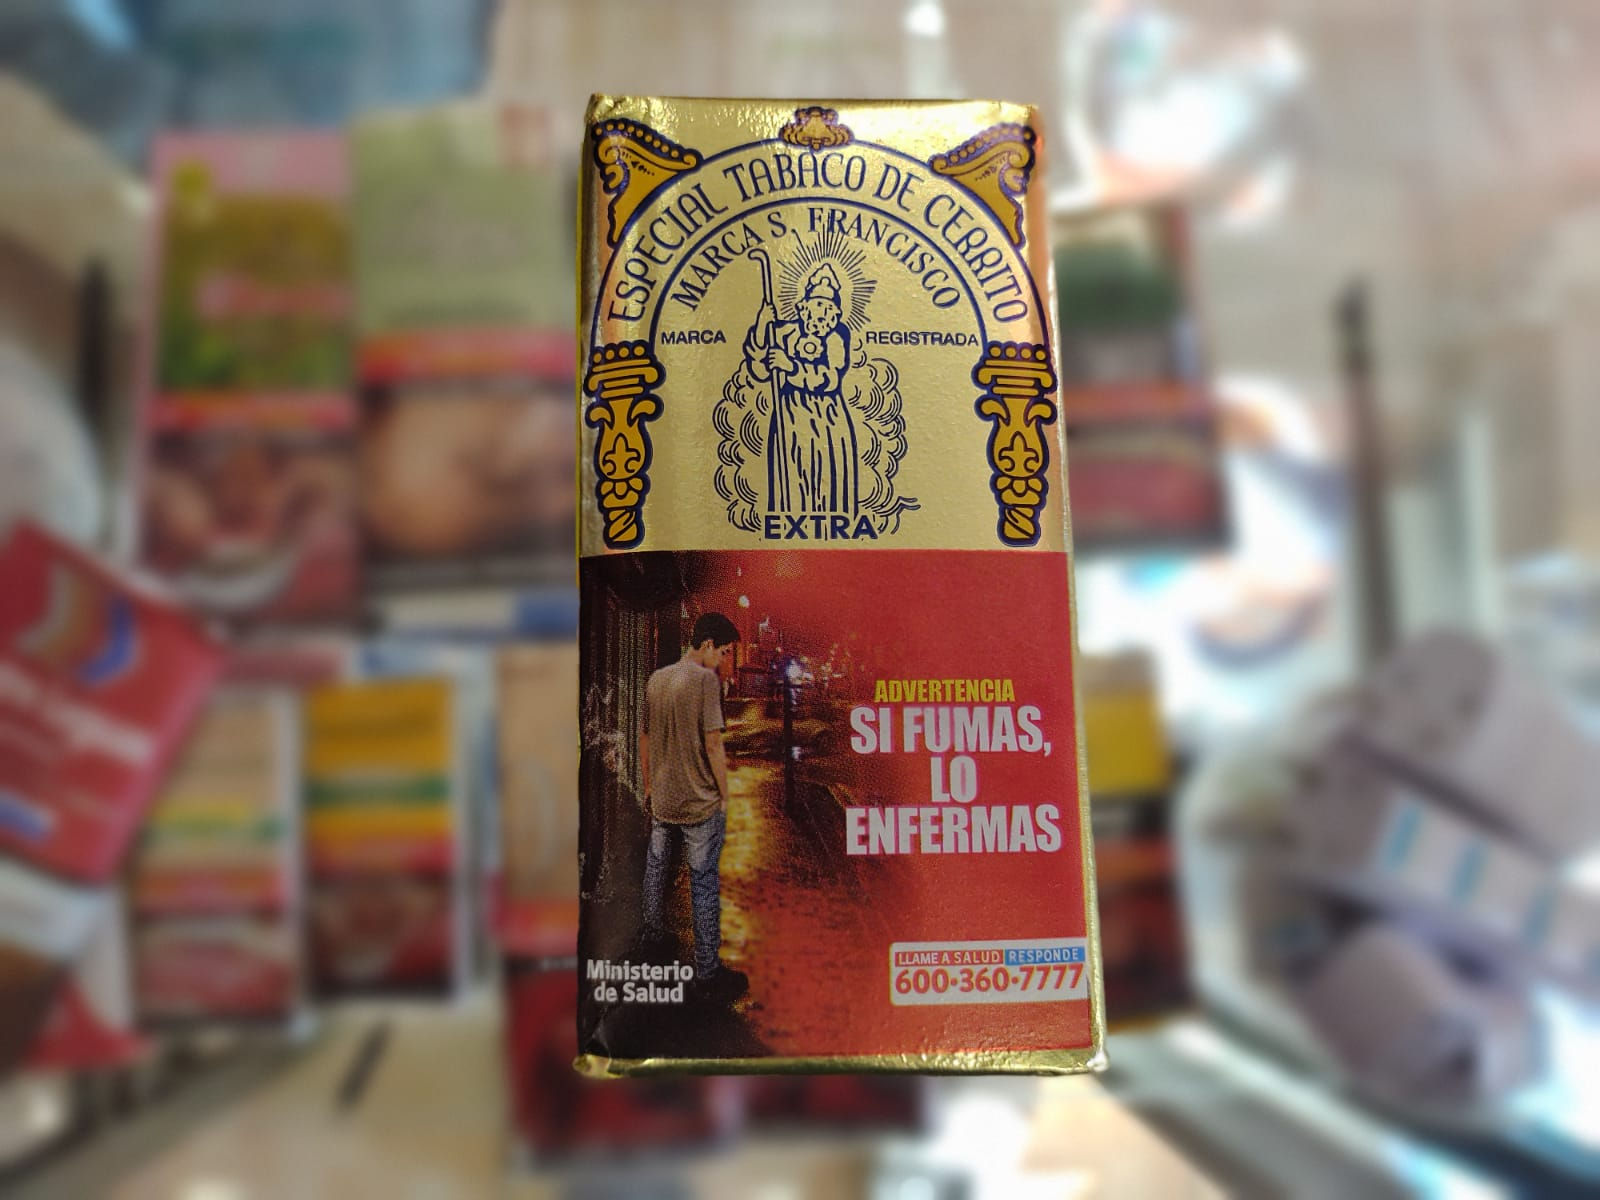 ESPECIAL TABACO DE CERRITO
MARCA S. FRANCISCO
MARCA REGISTRADA
EXTRA
ADVERTENCIA
SI FUMAS,
LO
ENFERMAS
Ministerio
de Salud
LLAME A SALUD RESPONDE
600·360·7777